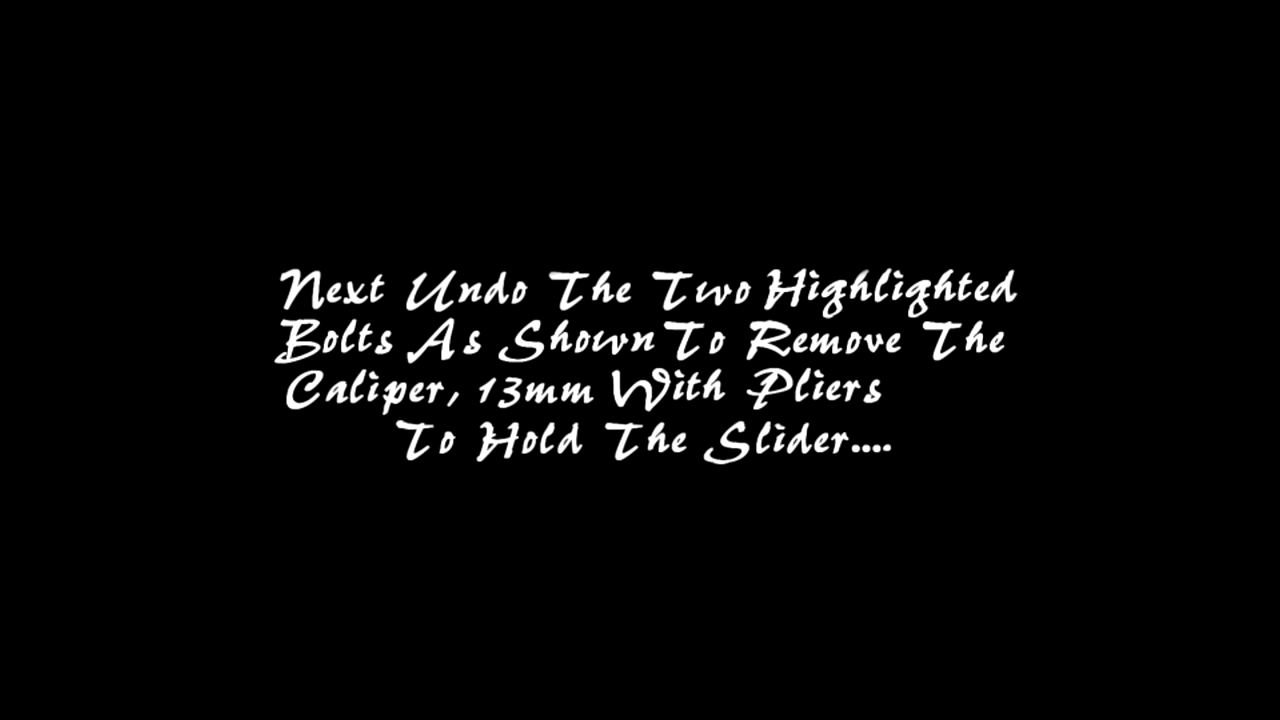 Next Undo The Two Highlighted
Bolts As Shown To Remove The
Caliper, 13mm With Pliers
To Hold The Slider....